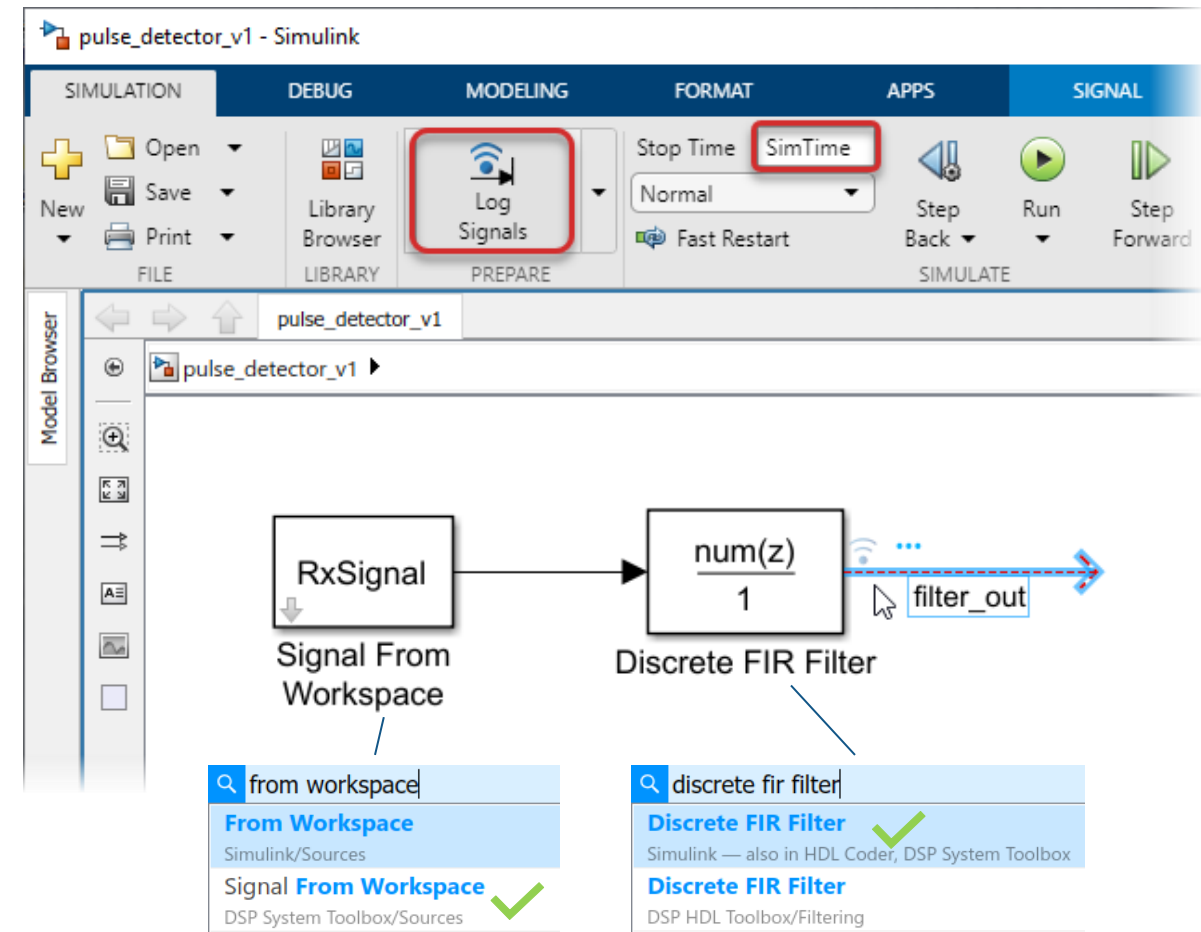 pulse_detector_v1 - Simulink
SIMULATION DEBUG MODELING FORMAT APPS SIGNAL
New
Open
Save
Print
FILE
Library
Browser
LIBRARY
Log
Signals
PREPARE
Stop Time SimTime
Normal
Fast Restart
Step
Back
Run
Step
Forward
SIMULATE
Model Browser
pulse_detector_v1
pulse_detector_v1
RxSignal
Signal From
Workspace
num(z)
1
Discrete FIR Filter
filter_out
from workspace
From Workspace
Simulink/Sources
Signal From Workspace
DSP System Toolbox/Sources
discrete fir filter
Discrete FIR Filter
Simulink — also in HDL Coder, DSP System Toolbox
Discrete FIR Filter
DSP HDL Toolbox/Filtering